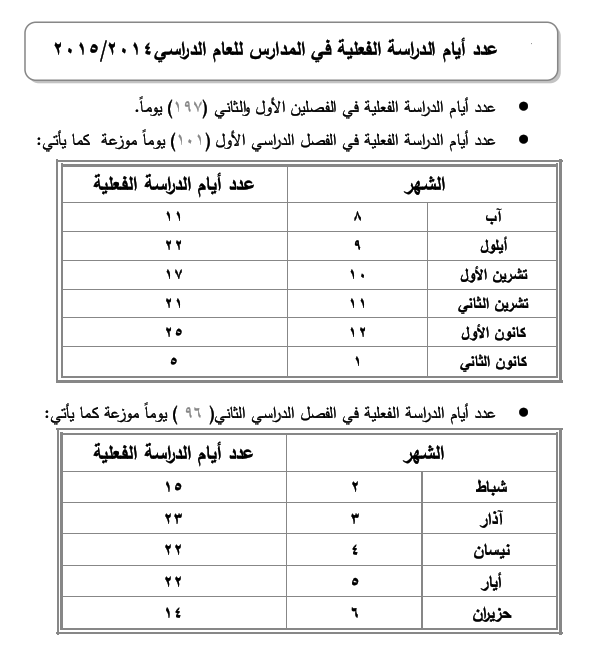 عدد أيام الدراسة الفعلية في المدارس للعام الدراسي ٢٠١٥/٢٠١٤
● عدد أيام الدراسة الفعلية في الفصلين الأول والثاني (١٩٧) يوماً.
● عدد أيام الدراسة الفعلية في الفصل الدراسي الأول (١٠١) يوماً موزعة كما يأتي:
الشهر عدد أيام الدراسة الفعلية
آب ٨ ١١
أيلول ٩ ٢٢
تشرين الأول ١٠ ١٧
تشرين الثاني ١١ ٢١
كانون الأول ١٢ ٢٥
كانون الثاني ١ ٥
● عدد أيام الدراسة الفعلية في الفصل الدراسي الثاني( ٩٦ ) يوماً موزعة كما يأتي:
الشهر عدد أيام الدراسة الفعلية
شباط ٢ ١٥
آذار ٣ ٢٣
نيسان ٤ ٢٢
أيار ٥ ٢٢
حزيران ٦ ١٤